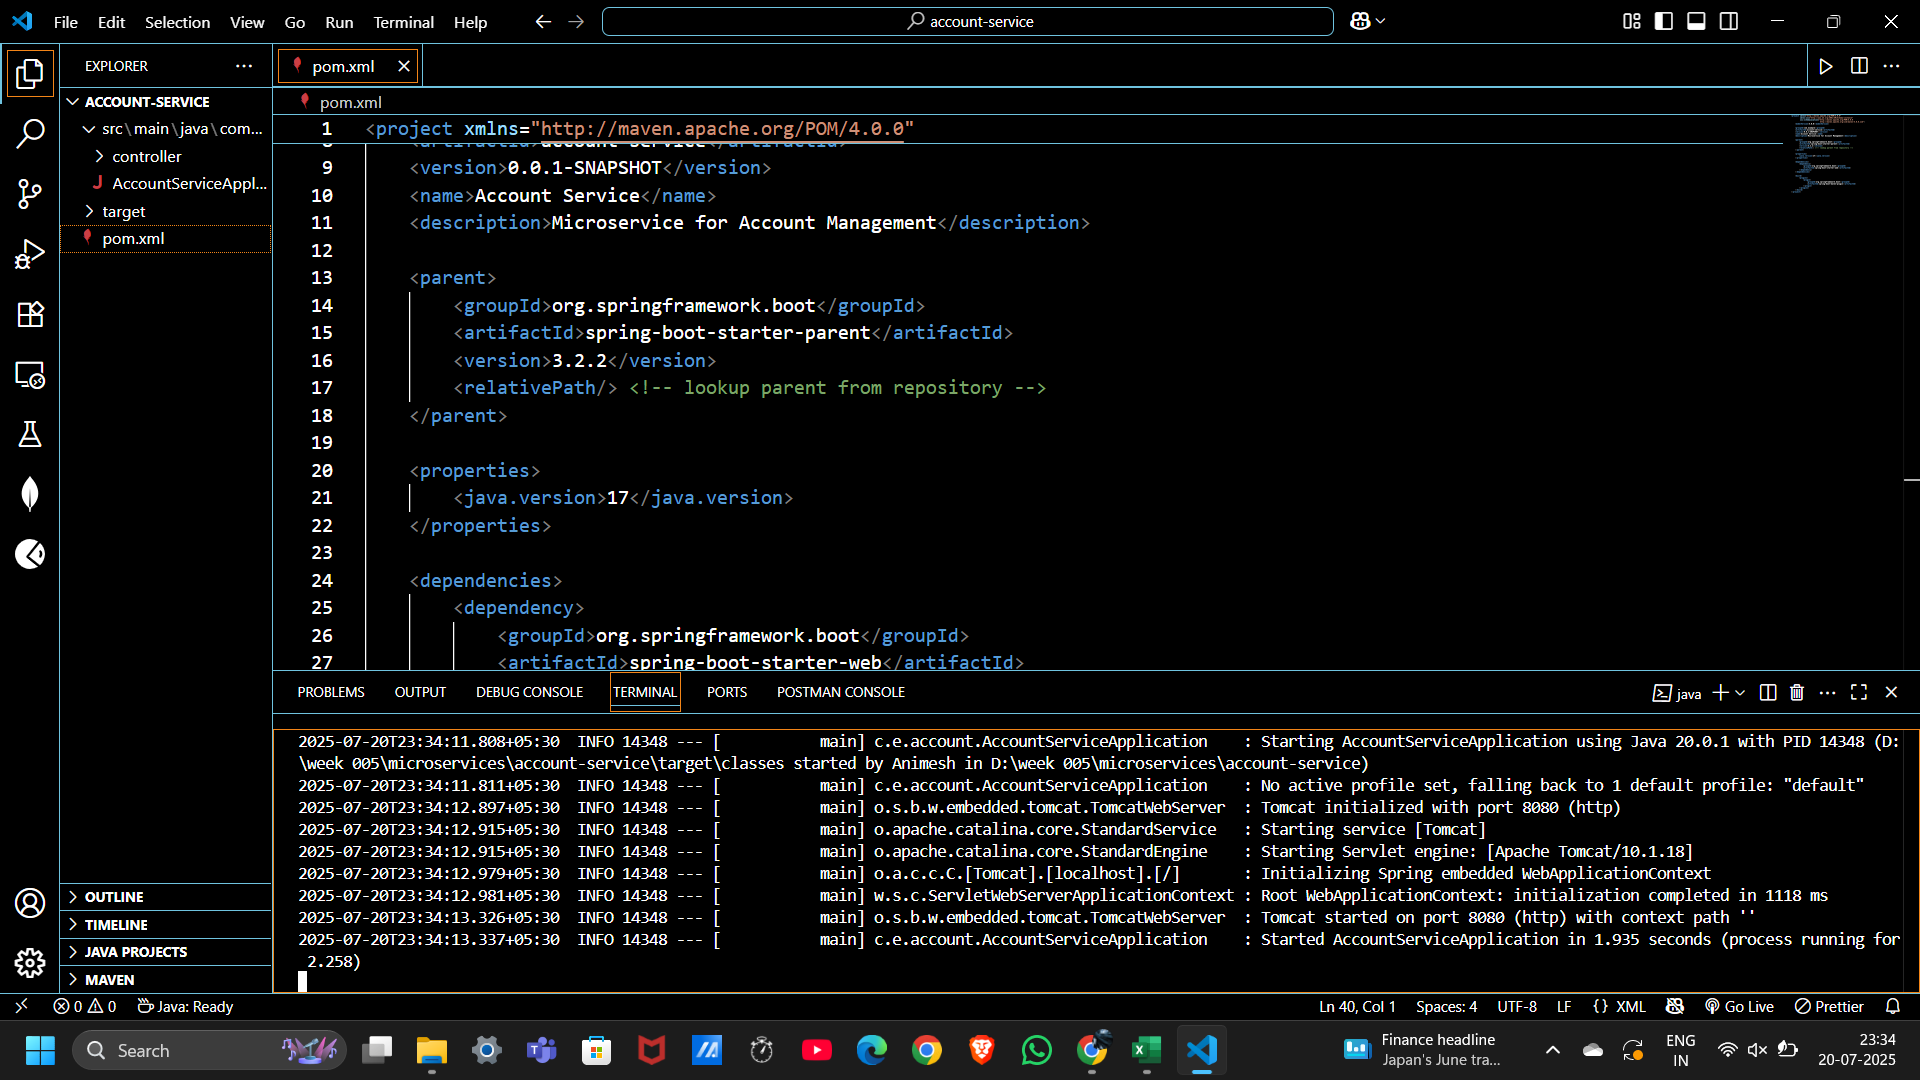 File Edit Selection View Go Run Terminal Help
account-service
EXPLORER
ACCOUNT-SERVICE
src\main\java\com...
controller
J AccountServiceAppl...
target
pom.xml
OUTLINE
TIMELINE
JAVA PROJECTS
MAVEN
pom.xml
pom.xml
1 <project xmlns="http://maven.apache.org/POM/4.0.0"
8 <artifactId>account-service</artifactId>
9 <version>0.0.1-SNAPSHOT</version>
10 <name>Account Service</name>
11 <description>Microservice for Account Management</description>
12
13 <parent>
14 <groupId>org.springframework.boot</groupId>
15 <artifactId>spring-boot-starter-parent</artifactId>
16 <version>3.2.2</version>
17 <relativePath/> <!-- lookup parent from repository -->
18 </parent>
19
20 <properties>
21 <java.version>17</java.version>
22 </properties>
23
24 <dependencies>
25 <dependency>
26 <groupId>org.springframework.boot</groupId>
27 <artifactId>spring-boot-starter-web</artifactId>
PROBLEMS OUTPUT DEBUG CONSOLE TERMINAL PORTS POSTMAN CONSOLE
java
2025-07-20T23:34:11.808+05:30  INFO 14348 --- [           main] c.e.account.AccountServiceApplication    : Starting AccountServiceApplication using Java 20.0.1 with PID 14348 (D:
\week 005\microservices\account-service\target\classes started by Animesh in D:\week 005\microservices\account-service)
2025-07-20T23:34:11.811+05:30  INFO 14348 --- [           main] c.e.account.AccountServiceApplication    : No active profile set, falling back to 1 default profile: "default"
2025-07-20T23:34:12.897+05:30  INFO 14348 --- [           main] o.s.b.w.embedded.tomcat.TomcatWebServer  : Tomcat initialized with port 8080 (http)
2025-07-20T23:34:12.915+05:30  INFO 14348 --- [           main] o.apache.catalina.core.StandardService   : Starting service [Tomcat]
2025-07-20T23:34:12.915+05:30  INFO 14348 --- [           main] o.apache.catalina.core.StandardEngine    : Starting Servlet engine: [Apache Tomcat/10.1.18]
2025-07-20T23:34:12.979+05:30  INFO 14348 --- [           main] o.a.c.c.C.[Tomcat].[localhost].[/]       : Initializing Spring embedded WebApplicationContext
2025-07-20T23:34:12.981+05:30  INFO 14348 --- [           main] w.s.c.ServletWebServerApplicationContext : Root WebApplicationContext: initialization completed in 1118 ms
2025-07-20T23:34:13.326+05:30  INFO 14348 --- [           main] o.s.b.w.embedded.tomcat.TomcatWebServer  : Tomcat started on port 8080 (http) with context path ''
2025-07-20T23:34:13.337+05:30  INFO 14348 --- [           main] c.e.account.AccountServiceApplication    : Started AccountServiceApplication in 1.935 seconds (process running for
2.258)
0 0 Java: Ready
Ln 40, Col 1 Spaces: 4 UTF-8 LF {} XML Go Live Prettier
Search
Finance headline
Japan's June tra...
ENG
IN
23:34
20-07-2025